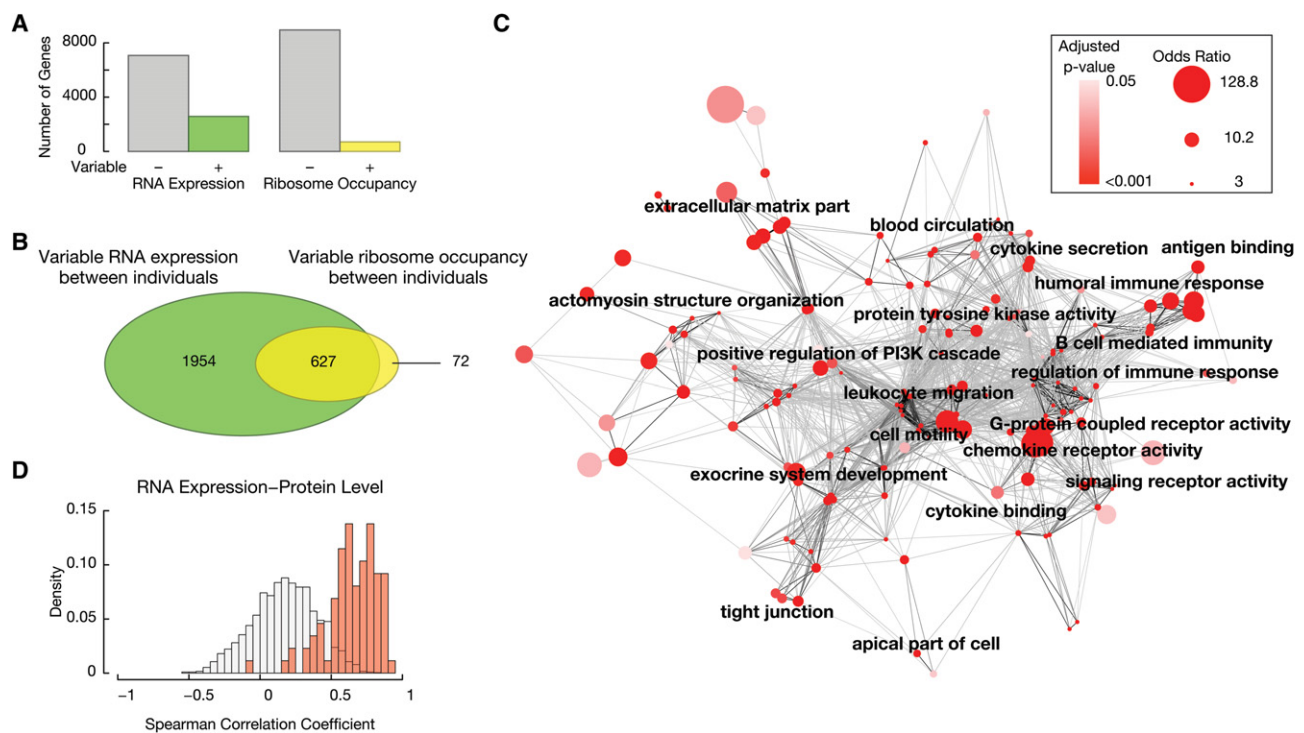 A
Number of Genes
8000
4000
0
Variable
−
+
−
+
RNA Expression
Ribosome Occupancy
B
Variable RNA expression
between individuals
Variable ribosome occupancy
between individuals
1954
627
72
D
RNA Expression−Protein Level
Density
0.15
0.10
0.05
0
−1
−0.5
0
0.5
1
Spearman Correlation Coefficient
C
Adjusted
p-value
0.05
<0.001
Odds Ratio
128.8
10.2
3
extracellular matrix part
blood circulation
cytokine secretion
antigen binding
humoral immune response
actomyosin structure organization
protein tyrosine kinase activity
B cell mediated immunity
positive regulation of PI3K cascade
regulation of immune response
leukocyte migration
G-protein coupled receptor activity
cell motility
chemokine receptor activity
exocrine system development
signaling receptor activity
cytokine binding
tight junction
apical part of cell